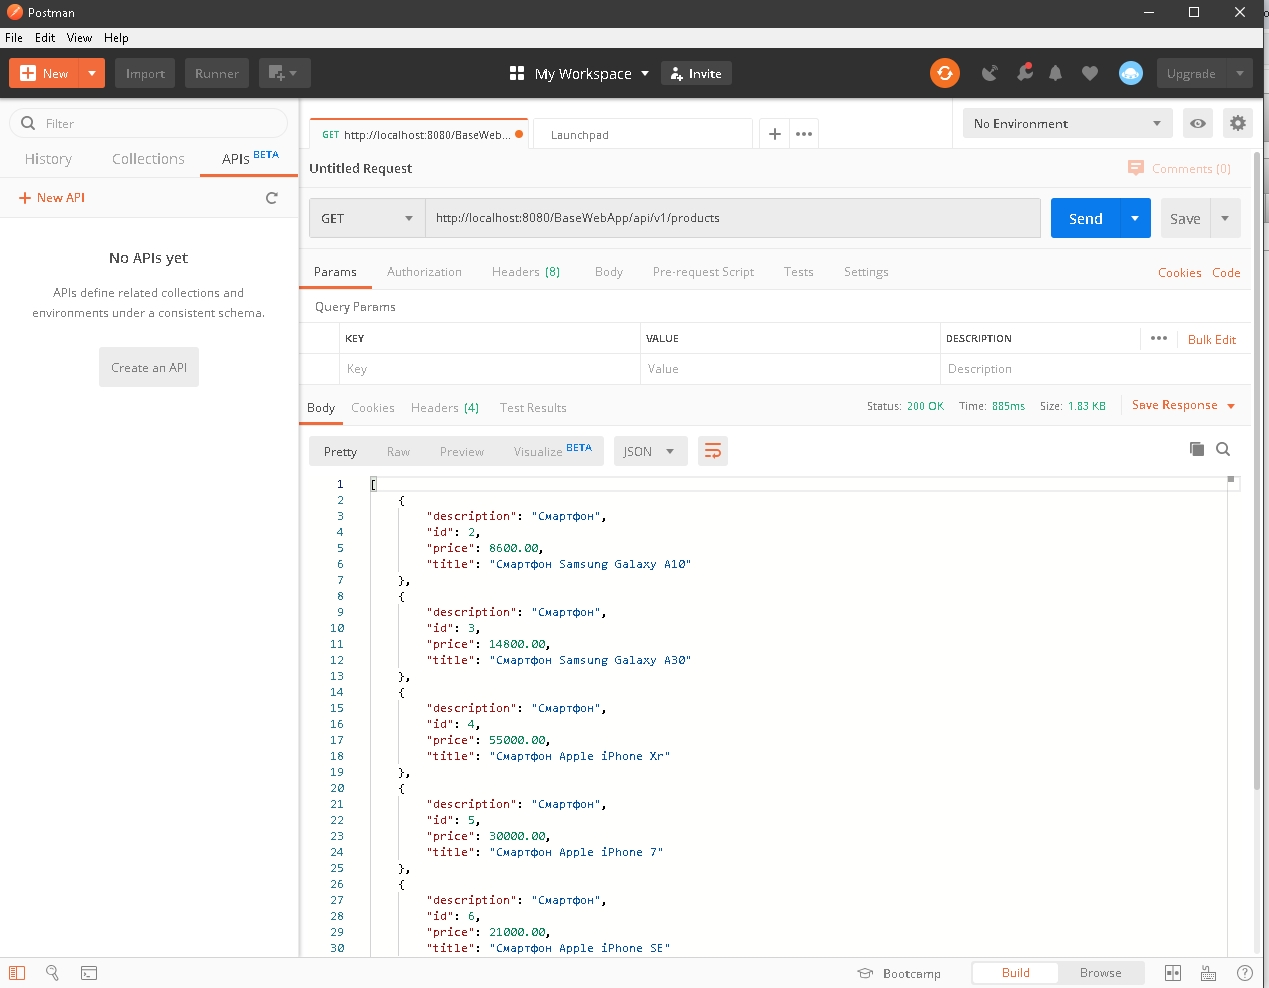 Postman
File Edit View Help
New Import Runner My Workspace Invite Upgrade
Filter
History Collections APIs BETA
New API
No APIs yet
APIs define related collections and
environments under a consistent schema.
Create an API
GET http://localhost:8080/BaseWeb... Launchpad No Environment
Untitled Request Comments (0)
GET http://localhost:8080/BaseWebApp/api/v1/products Send Save
Params Authorization Headers (8) Body Pre-request Script Tests Settings Cookies Code
Query Params
KEY VALUE DESCRIPTION Bulk Edit
Key Value Description
Body Cookies Headers (4) Test Results Status: 200 OK Time: 885ms Size: 1.83 KB Save Response
Pretty Raw Preview Visualize BETA JSON
1 [
2 {
3 "description": "Смартфон",
4 "id": 2,
5 "price": 8600.00,
6 "title": "Смартфон Samsung Galaxy A10"
7 },
8 {
9 "description": "Смартфон",
10 "id": 3,
11 "price": 14800.00,
12 "title": "Смартфон Samsung Galaxy A30"
13 },
14 {
15 "description": "Смартфон",
16 "id": 4,
17 "price": 55000.00,
18 "title": "Смартфон Apple iPhone Xr"
19 },
20 {
21 "description": "Смартфон",
22 "id": 5,
23 "price": 30000.00,
24 "title": "Смартфон Apple iPhone 7"
25 },
26 {
27 "description": "Смартфон",
28 "id": 6,
29 "price": 21000.00,
30 "title": "Смартфон Apple iPhone SE"
Bootcamp Build Browse